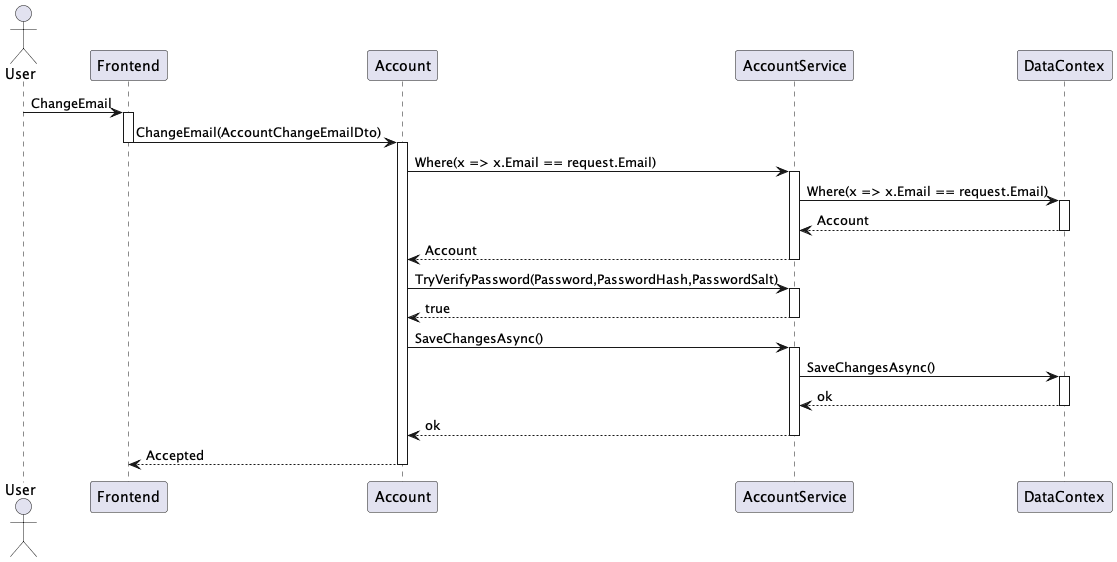 User
Frontend
Account
AccountService
DataContex
ChangeEmail
ChangeEmail(AccountChangeEmailDto)
Where(x => x.Email == request.Email)
Where(x => x.Email == request.Email)
Account
Account
TryVerifyPassword(Password,PasswordHash,PasswordSalt)
true
SaveChangesAsync()
SaveChangesAsync()
ok
ok
Accepted
User
Frontend
Account
AccountService
DataContex